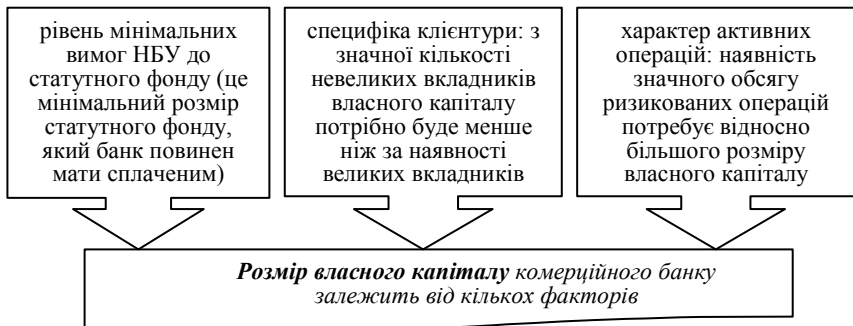 рівень мінімальних
вимог НБУ до
статутного фонду (це
мінімальний розмір
статутного фонду,
який банк повинен
мати сплаченим)
специфіка клієнтури: з
значної кількості
невеликих вкладників
власного капіталу
потрібно буде менше
ніж за наявності
великих вкладників
характер активних
операцій: наявність
значного обсягу
ризикованих операцій
потребує відносно
більшого розміру
власного капіталу
Розмір власного капіталу комерційного банку
залежить від кількох факторів